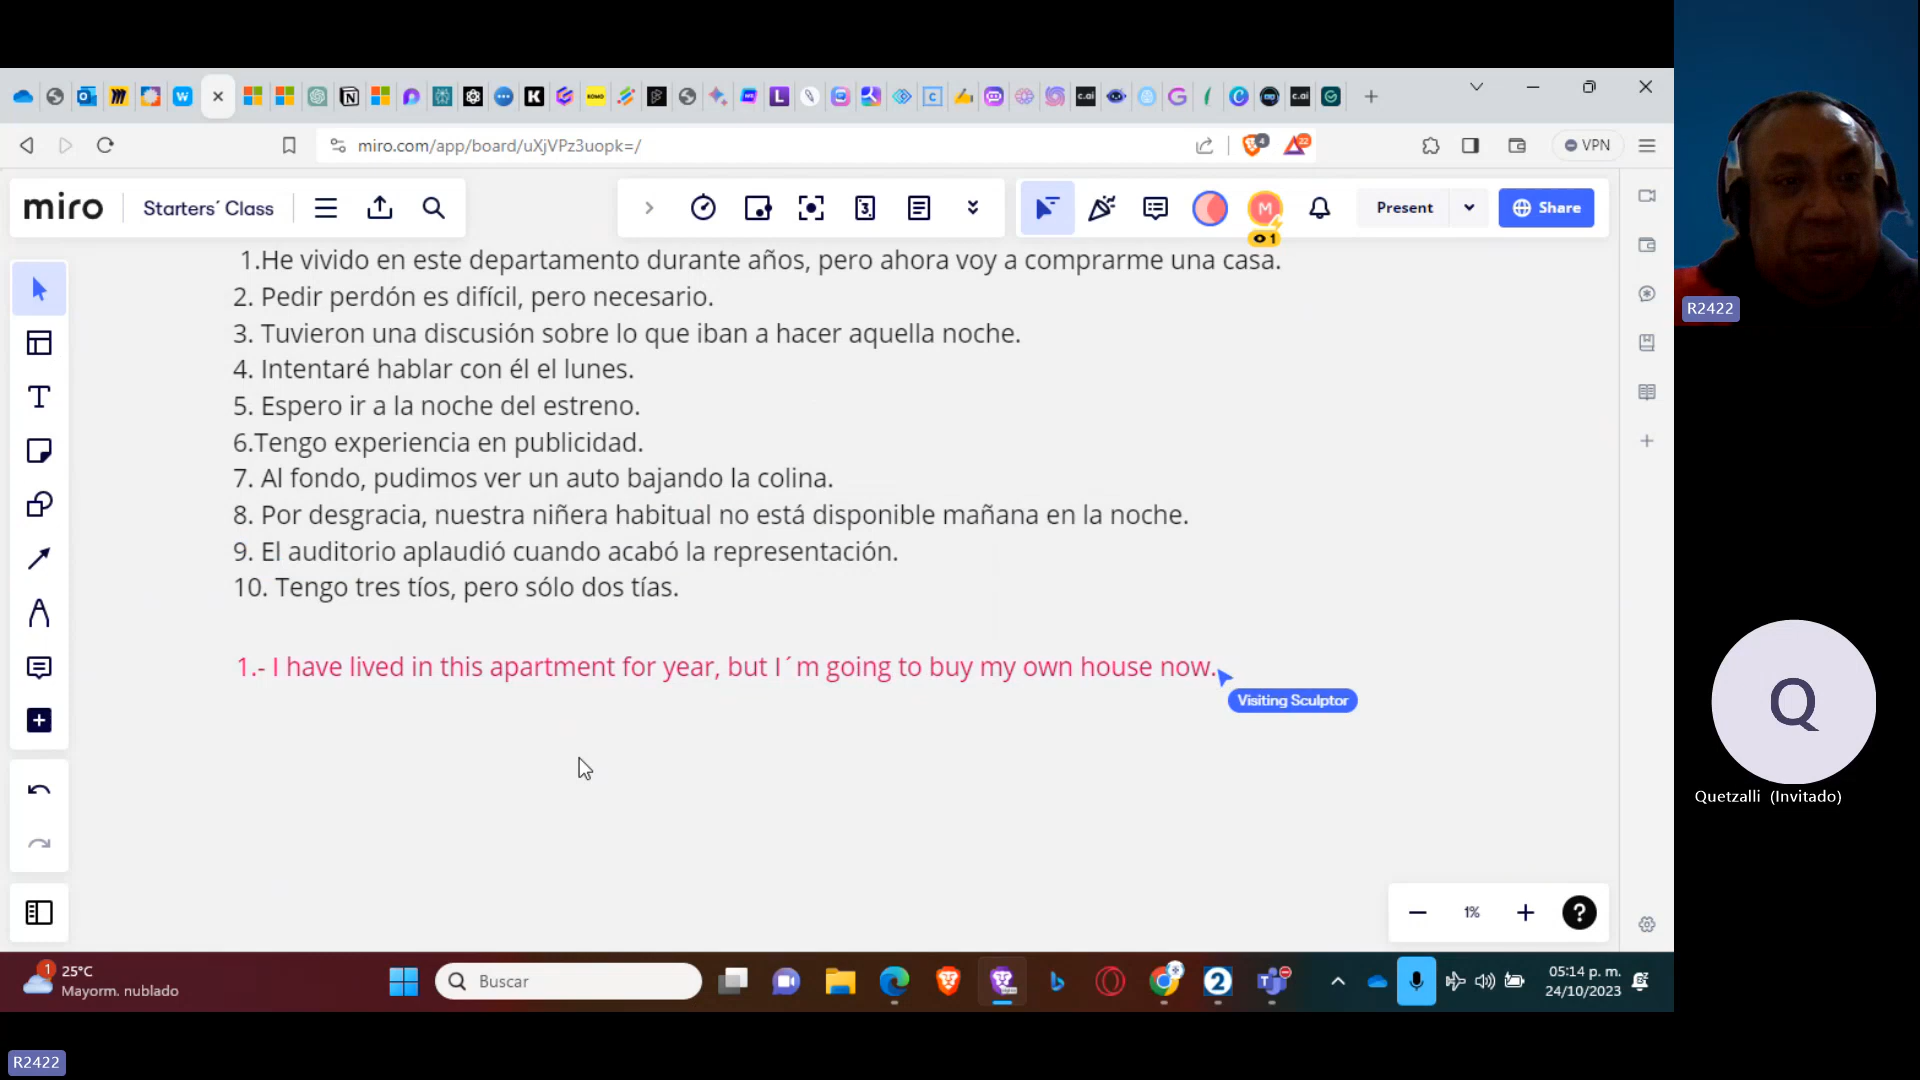 miro.com/app/board/uXjVPz3uopk=/
VPN
miro
Starters´ Class
Present
Share
M
1
1.He vivido en este departamento durante años, pero ahora voy a comprarme una casa.
2. Pedir perdón es difícil, pero necesario.
3. Tuvieron una discusión sobre lo que iban a hacer aquella noche.
4. Intentaré hablar con él el lunes.
5. Espero ir a la noche del estreno.
6.Tengo experiencia en publicidad.
7. Al fondo, pudimos ver un auto bajando la colina.
8. Por desgracia, nuestra niñera habitual no está disponible mañana en la noche.
9. El auditorio aplaudió cuando acabó la representación.
10. Tengo tres tíos, pero sólo dos tías.
1.- I have lived in this apartment for year, but I´m going to buy my own house now.
Visiting Sculptor
1%
R2422
Q
Quetzalli (Invitado)
1
25°C
Mayorm. nublado
Buscar
05:14 p. m.
24/10/2023
R2422